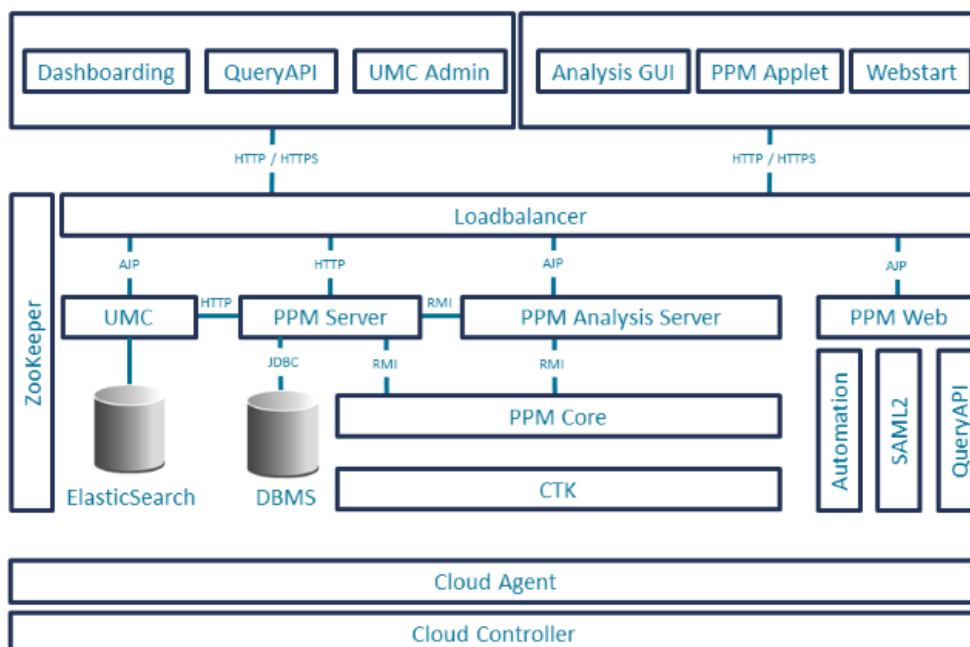 Dashboarding
QueryAPI
UMC Admin
Analysis GUI
PPM Applet
Webstart
HTTP / HTTPS
HTTP / HTTPS
ZooKeeper
Loadbalancer
AJP
HTTP
AJP
AJP
UMC
HTTP
PPM Server
RMI
PPM Analysis Server
PPM Web
JDBC
RMI
RMI
Automation
SAML2
QueryAPI
PPM Core
ElasticSearch
DBMS
CTK
Cloud Agent
Cloud Controller